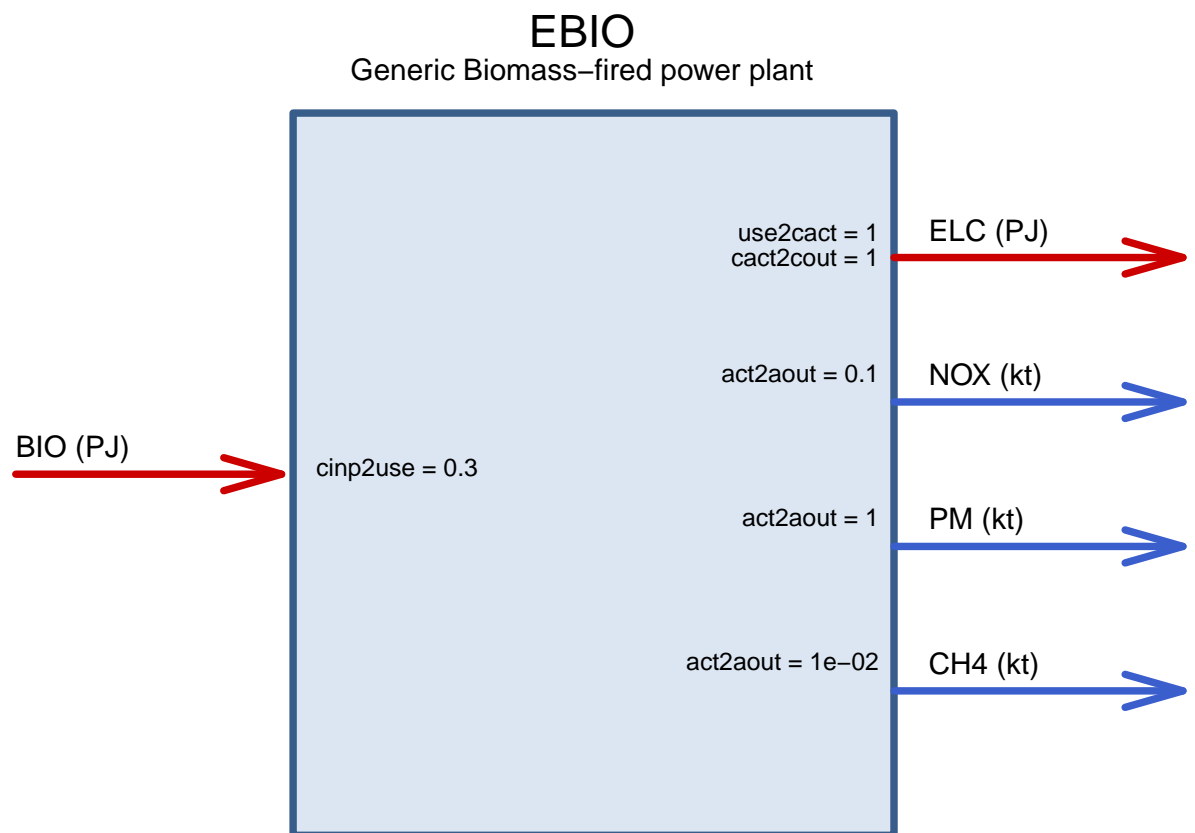 EBIO
Generic Biomass−fired power plant
use2cact = 1
cact2cout = 1
ELC (PJ)
act2aout = 0.1
NOX (kt)
BIO (PJ)
cinp2use = 0.3
act2aout = 1
PM (kt)
act2aout = 1e−02
CH4 (kt)